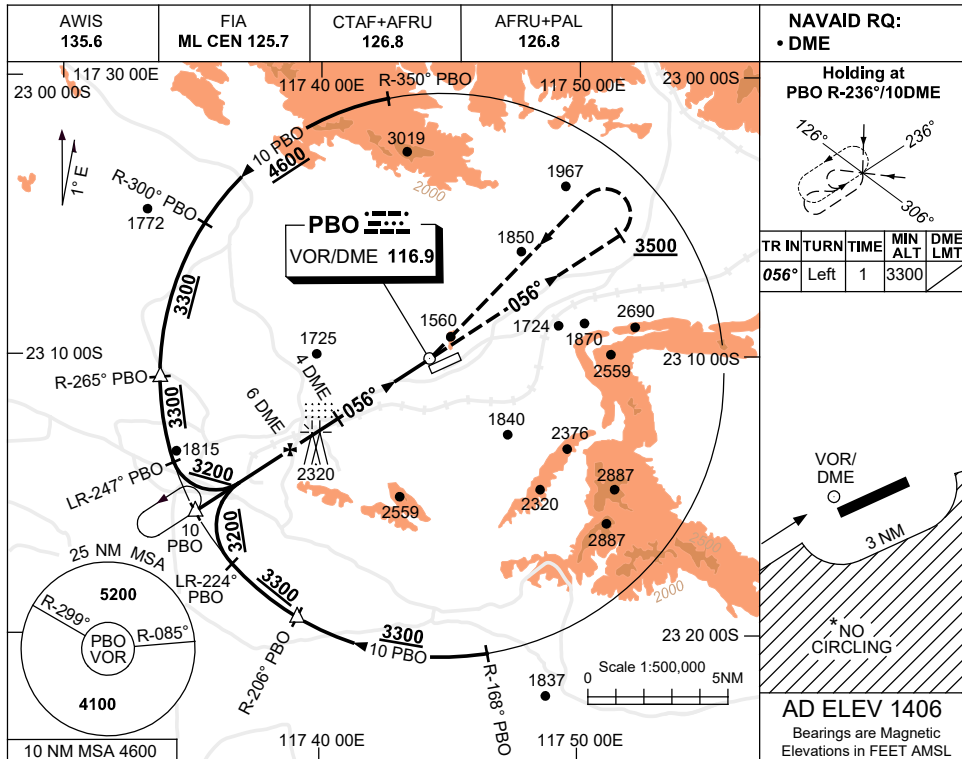 AWIS
135.6
FIA
ML CEN 125.7
CTAF+AFRU
126.8
AFRU+PAL
126.8
NAVAID RQ:
• DME
117 30 00E
23 00 00S
117 40 00E
R-350° PBO
117 50 00E
23 00 00S
Holding at
PBO R-236°/10DME
126°
236°
306°
TR IN
TURN
TIME
MIN ALT
DME LMT
056°
Left
1
3300
1° E
10 PBO
4600
3019
2000
1967
R-300° PBO
1772
PBO
VOR/DME 116.9
1850
3500
056°
3300
1560
1724
1870
2690
1725
23 10 00S
23 10 00S
2559
R-265° PBO
4 DME
056°
6 DME
3300
1840
2376
1815
3200
2320
LR-247° PBO
2559
2320
2887
2887
10 PBO
3200
2500
2000
LR-224° PBO
3300
25 NM MSA
5200
R-299°
R-085°
PBO VOR
4100
10 NM MSA 4600
R-206° PBO
3300
10 PBO
R-168° PBO
1837
23 20 00S
Scale 1:500,000
0
5NM
117 40 00E
117 50 00E
VOR/
DME
3 NM
*NO
CIRCLING
AD ELEV 1406
Bearings are Magnetic
Elevations in FEET AMSL